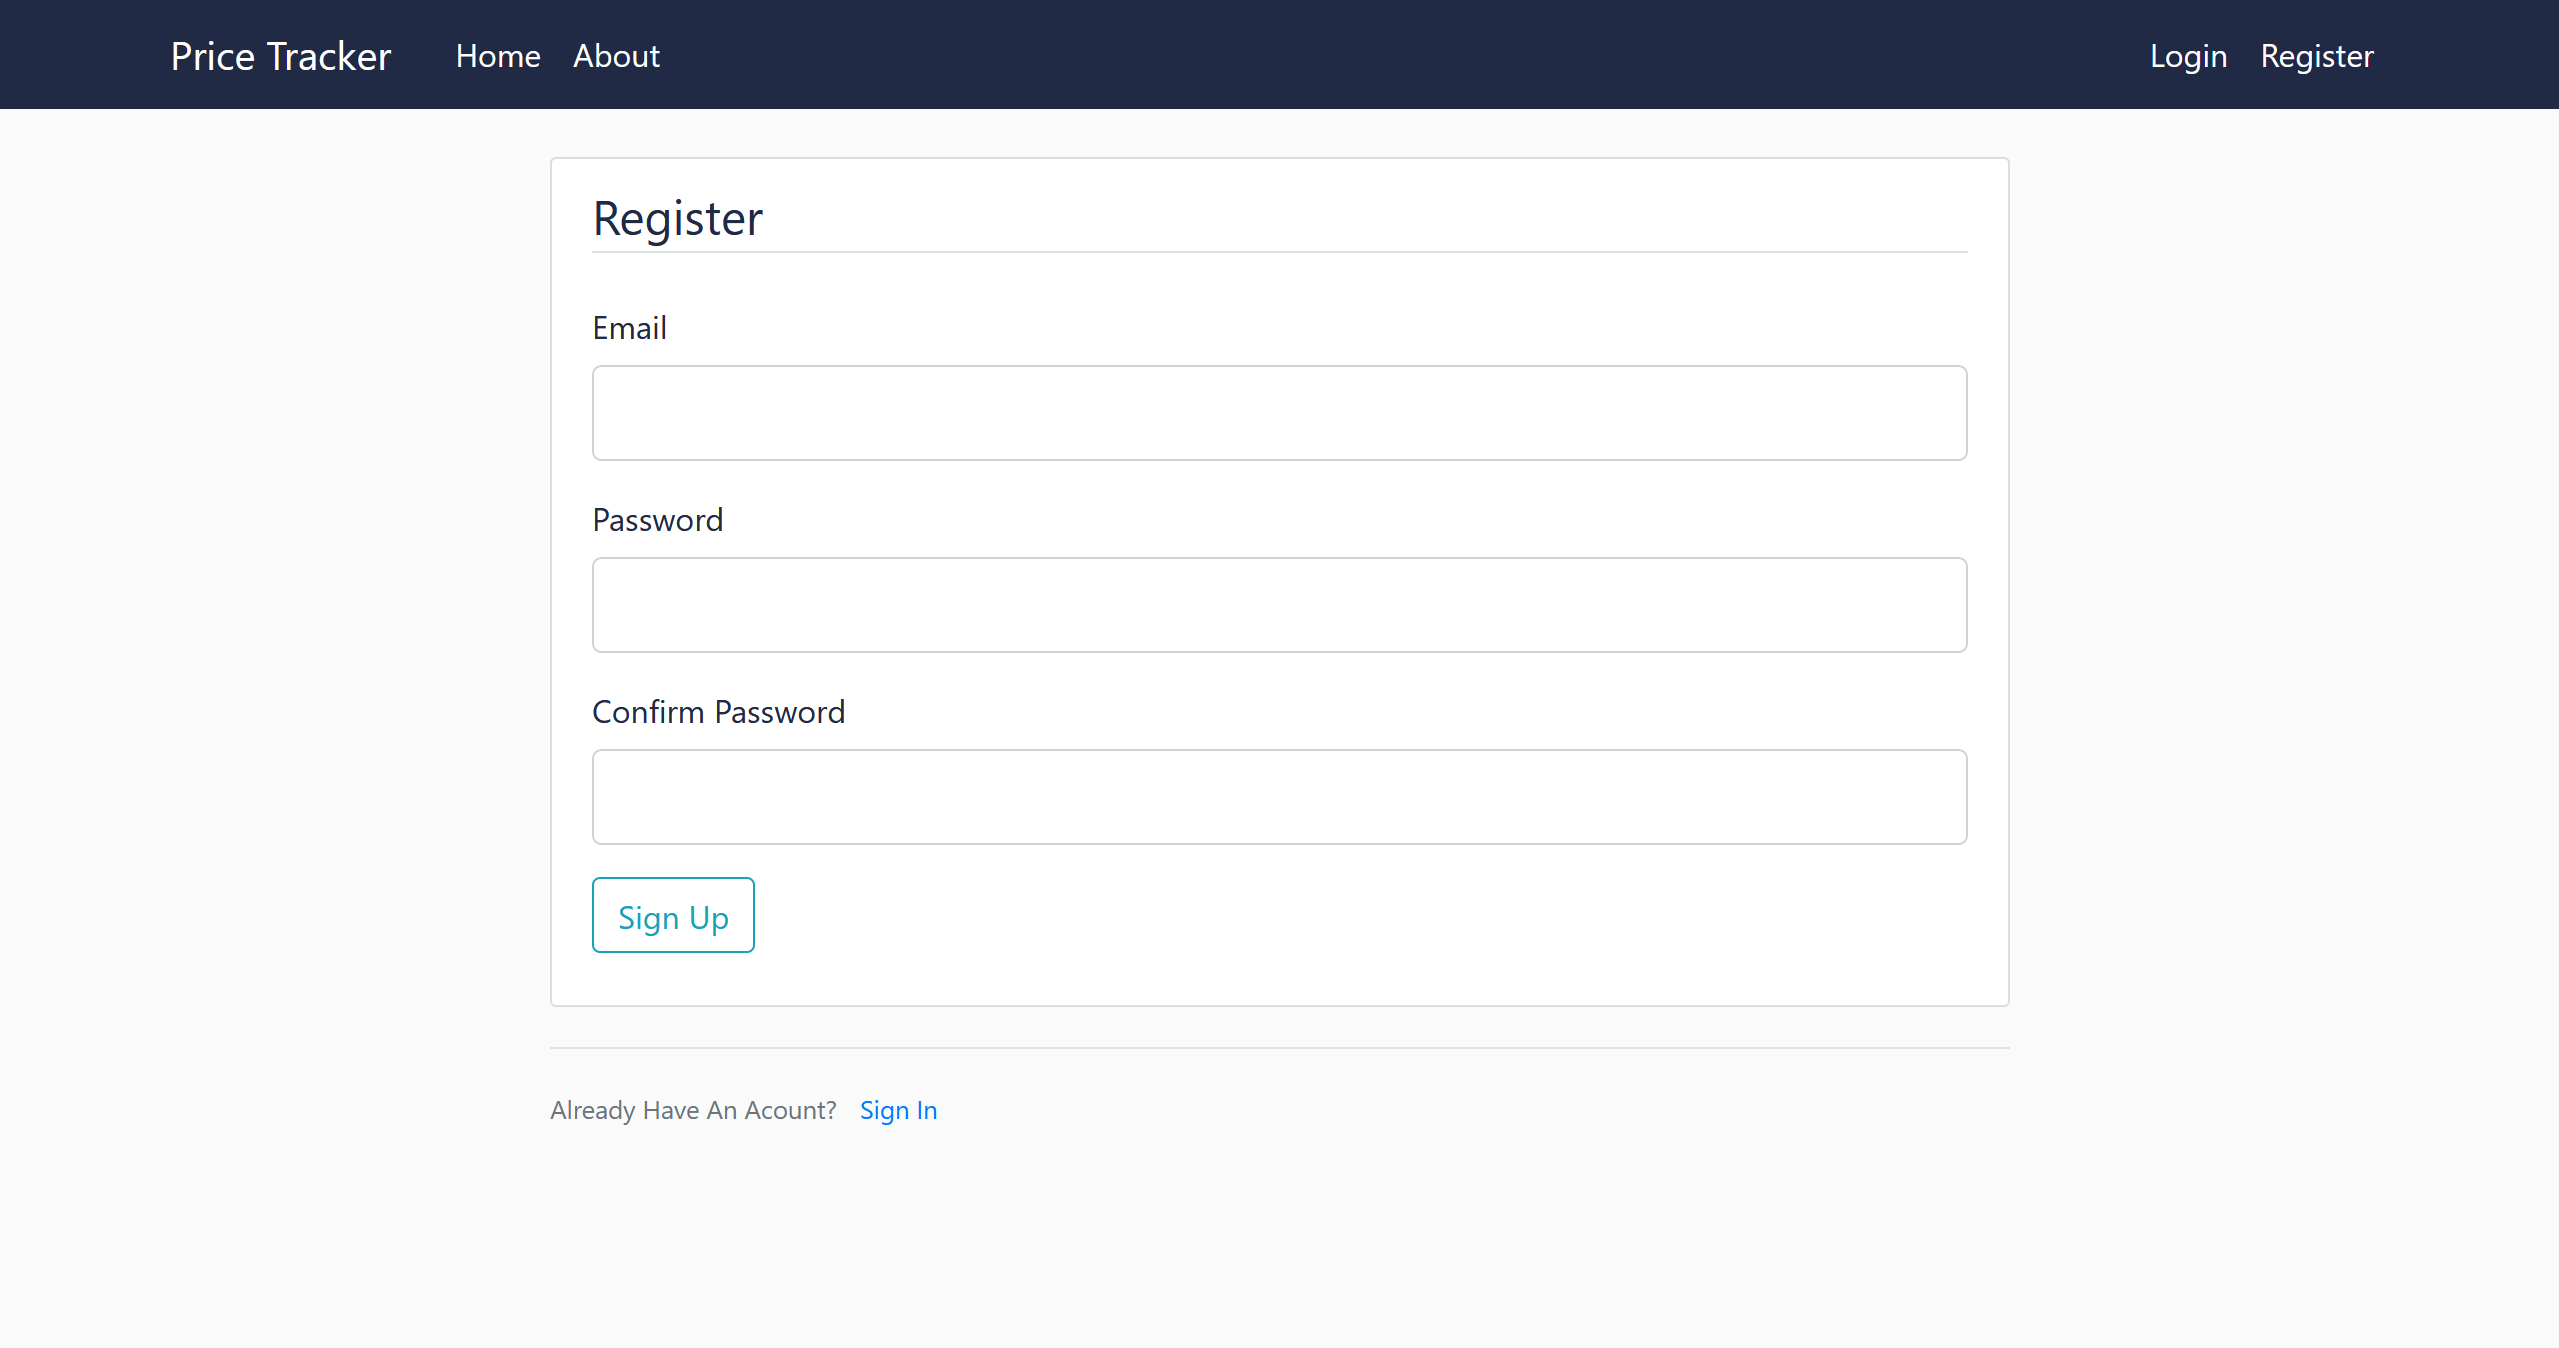 Price Tracker Home About Login Register
Register
Email
Password
Confirm Password
Sign Up
Already Have An Acount? Sign In